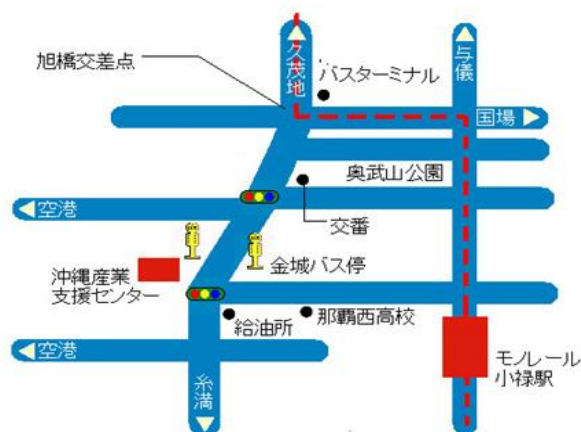 久茂地
与儀
旭橋交差点
バスターミナル
国場
奥武山公園
空港
交番
沖縄産業
支援センター
金城バス停
給油所
那覇西高校
空港
モノレール
小禄駅
糸満